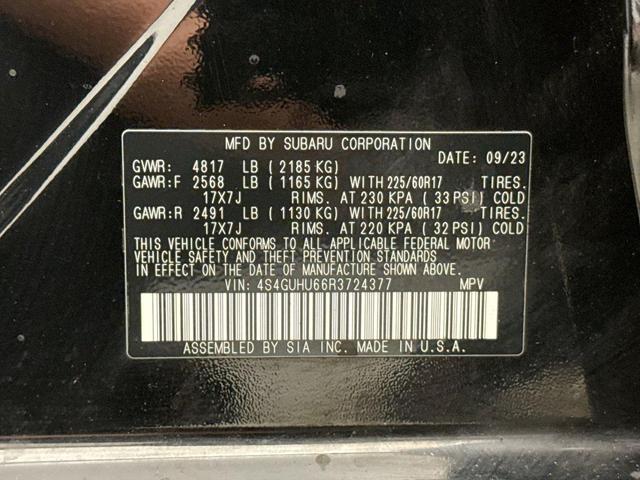 MFD BY SUBARU CORPORATION
DATE: 09/23
GVWR: 4817 LB (2185 KG)
GAWR:F 2568 LB (1165 KG) WITH 225/60R17 TIRES.
17X7J RIMS. AT 230 KPA (33 PSI) COLD
GAWR:R 2491 LB (1130 KG) WITH 225/60R17 TIRES.
17X7J RIMS. AT 220 KPA (32 PSI) COLD
THIS VEHICLE CONFORMS TO ALL APPLICABLE FEDERAL MOTOR
VEHICLE SAFETY AND THEFT PREVENTION STANDARDS
IN EFFECT ON THE DATE OF MANUFACTURE SHOWN ABOVE.
VIN: 4S4GUHU66R3724377 MPV
ASSEMBLED BY SIA INC. MADE IN U.S.A.